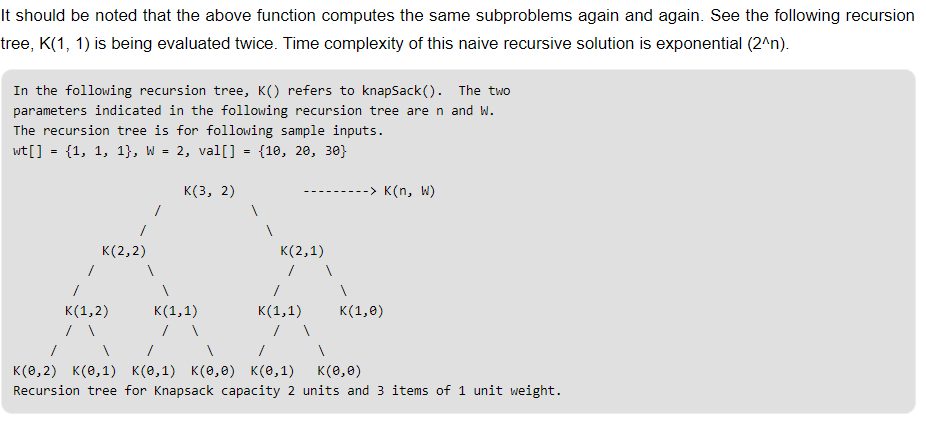 It should be noted that the above function computes the same subproblems again and again. See the following recursion
tree, K(1, 1) is being evaluated twice. Time complexity of this naive recursive solution is exponential (2^n).
In the following recursion tree, K() refers to knapSack().  The two
parameters indicated in the following recursion tree are n and W.
The recursion tree is for following sample inputs.
wt[] = {1, 1, 1}, W = 2, val[] = {10, 20, 30}
                       K(3, 2)         ---------> K(n, W)
                   /             \
                 /                 \
            K(2,2)                  K(2,1)
          /       \                  /    \
        /           \              /        \
       K(1,2)      K(1,1)        K(1,1)     K(1,0)
       /  \         /   \          /   \
     /      \     /       \      /       \
K(0,2)  K(0,1)  K(0,1)  K(0,0)  K(0,1)   K(0,0)
Recursion tree for Knapsack capacity 2 units and 3 items of 1 unit weight.